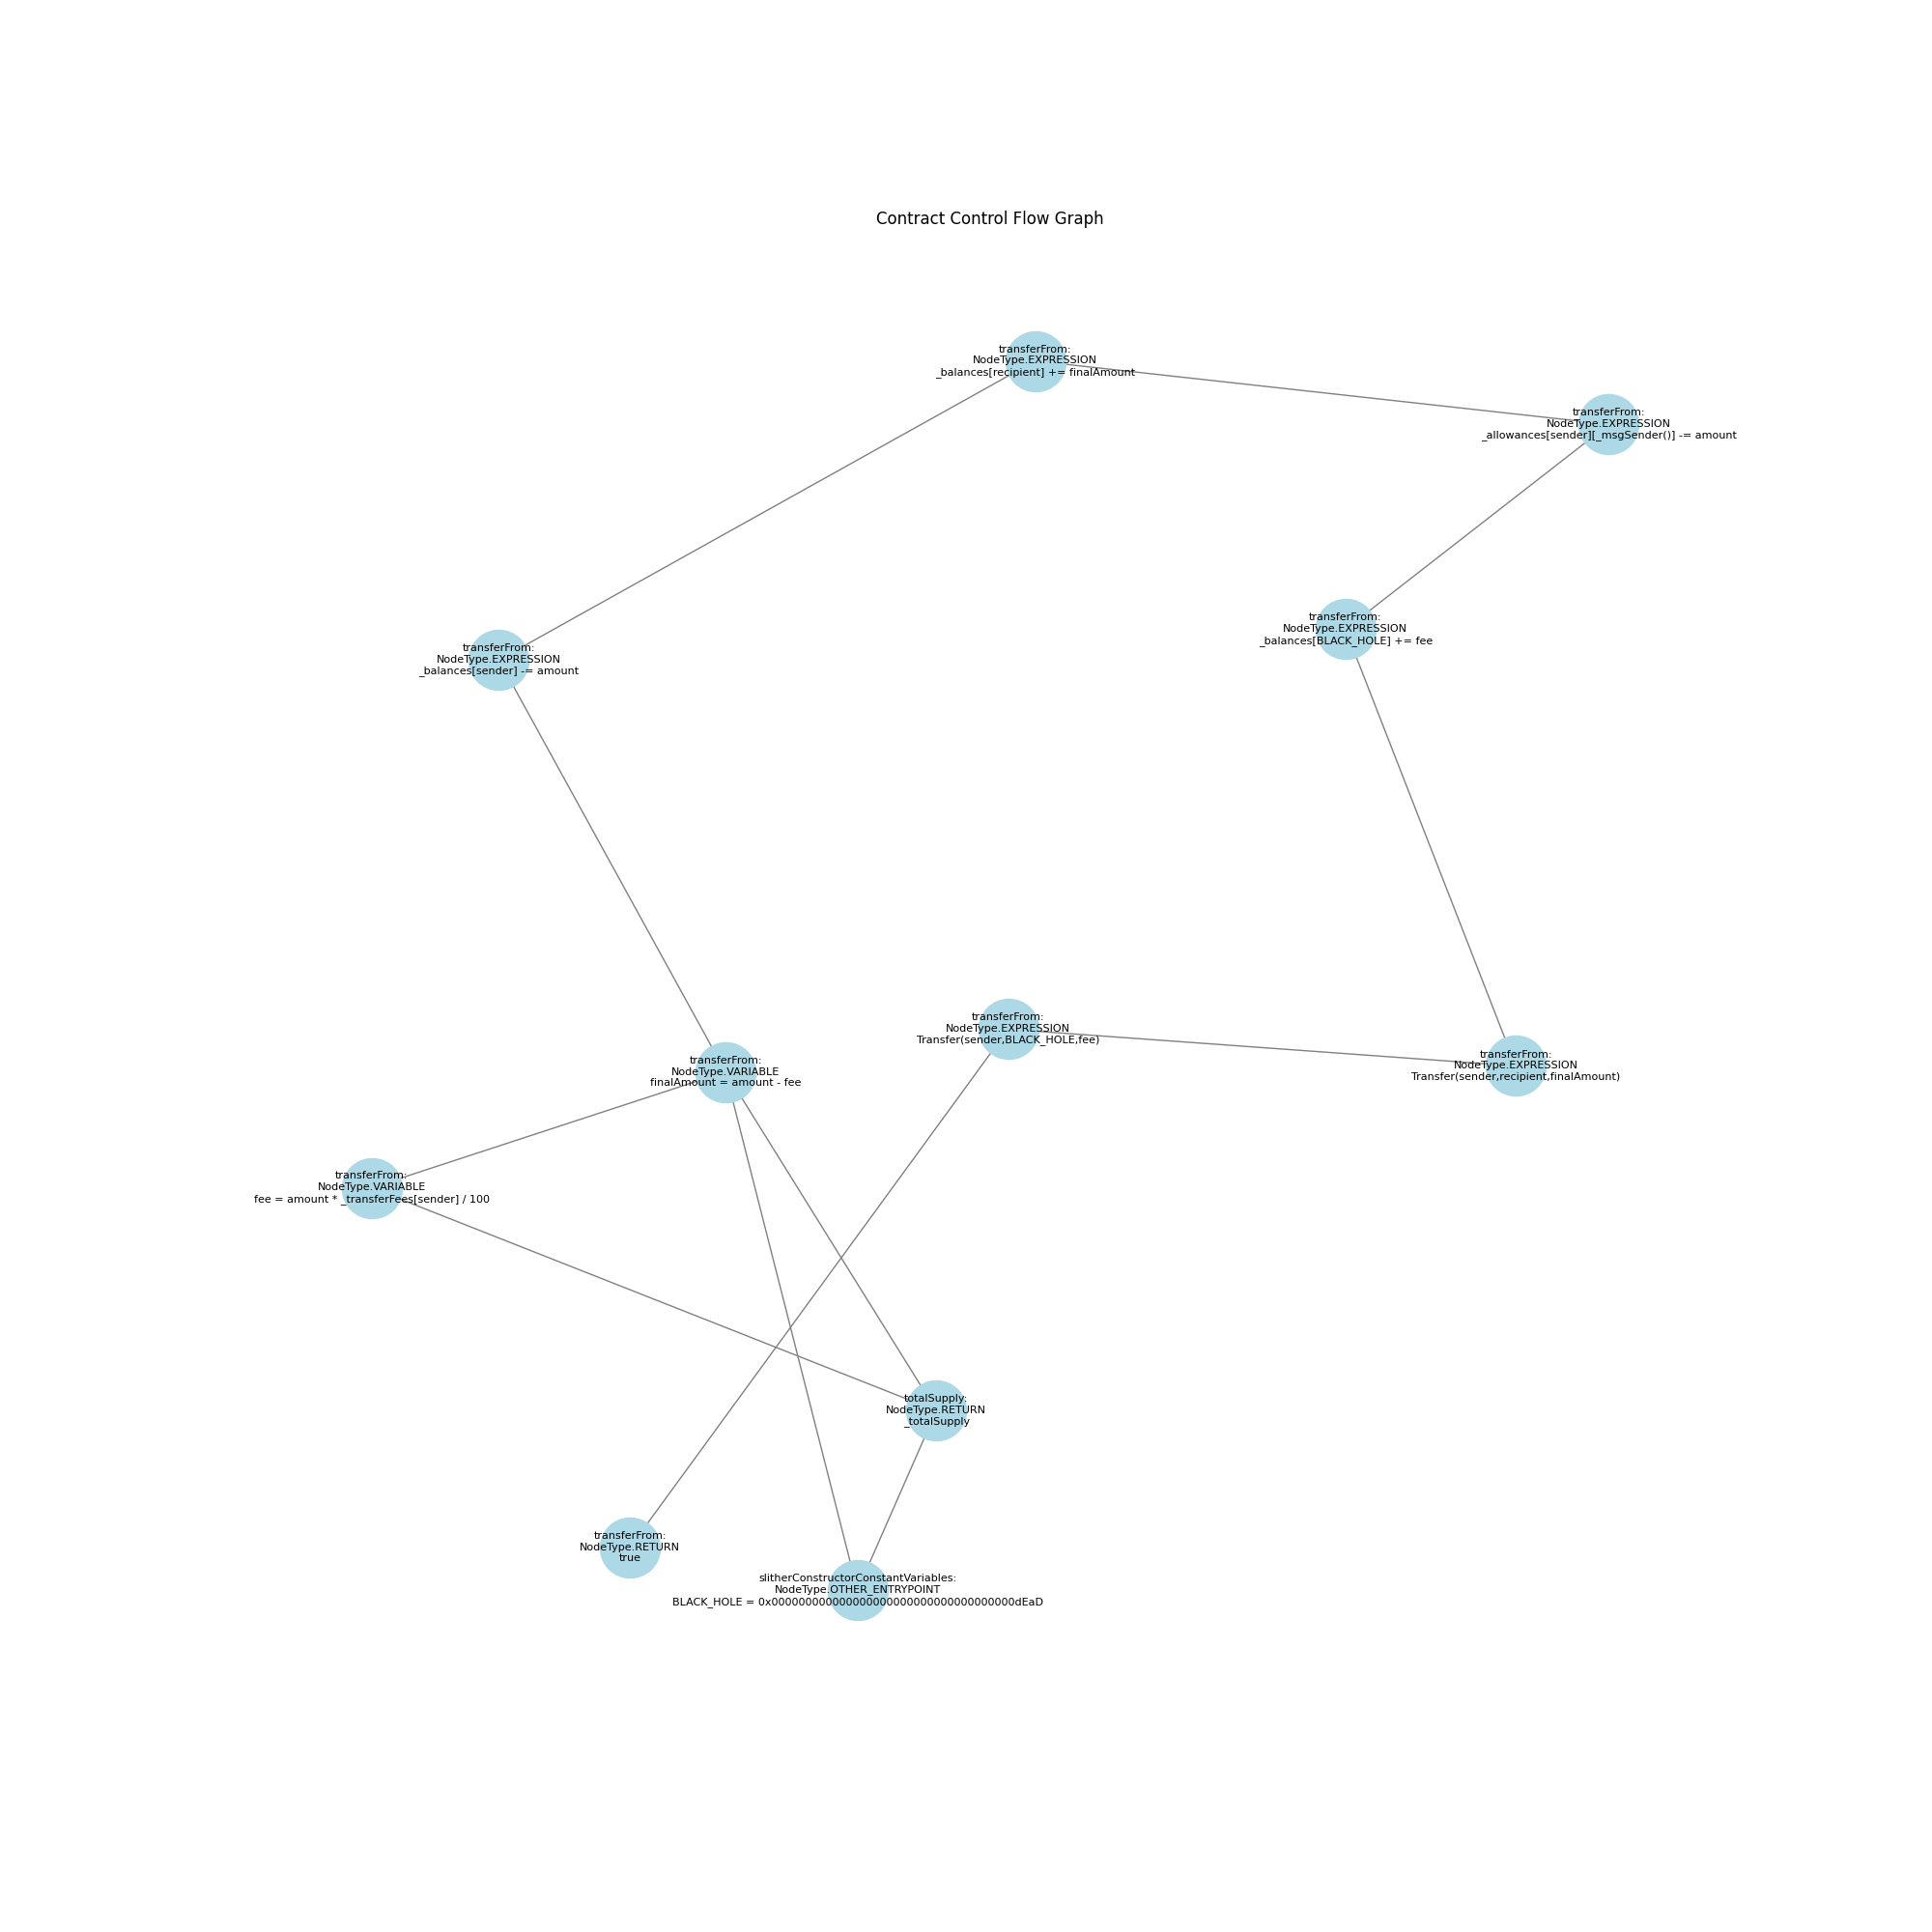 Contract Control Flow Graph
transferFrom:
NodeType.EXPRESSION
_balances[recipient] += finalAmount
transferFrom:
NodeType.EXPRESSION
_allowances[sender][_msgSender()] -= amount
transferFrom:
NodeType.EXPRESSION
_balances[BLACK_HOLE] += fee
transferFrom:
NodeType.EXPRESSION
_balances[sender] -= amount
transferFrom:
NodeType.EXPRESSION
Transfer(sender,BLACK_HOLE,fee)
transferFrom:
NodeType.EXPRESSION
Transfer(sender,recipient,finalAmount)
transferFrom:
NodeType.VARIABLE
finalAmount = amount - fee
transferFrom:
NodeType.VARIABLE
fee = amount * _transferFees[sender] / 100
totalSupply:
NodeType.RETURN
_totalSupply
transferFrom:
NodeType.RETURN
true
slitherConstructorConstantVariables:
NodeType.OTHER_ENTRYPOINT
BLACK_HOLE = 0x000000000000000000000000000000000000dEaD